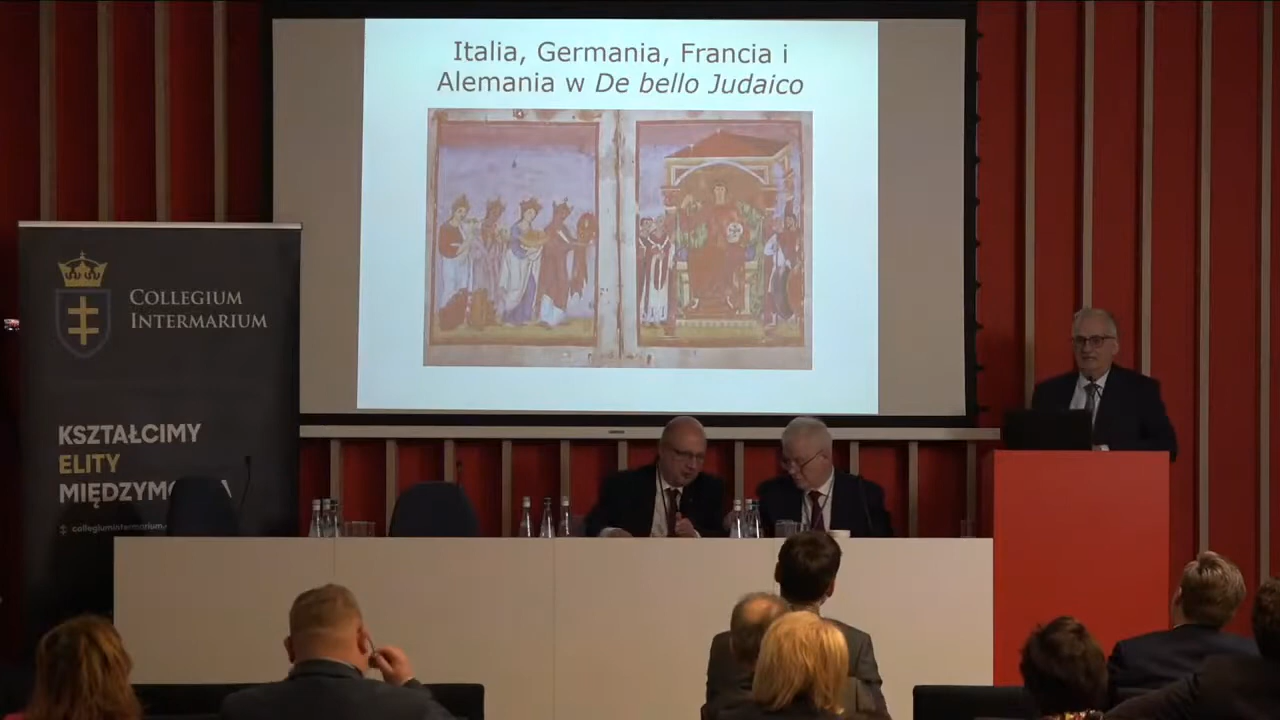 Italia, Germania, Francia i
Alemania w De bello Judaico
COLLEGIUM
INTERMARIUM
KSZTAŁCIMY
ELITY